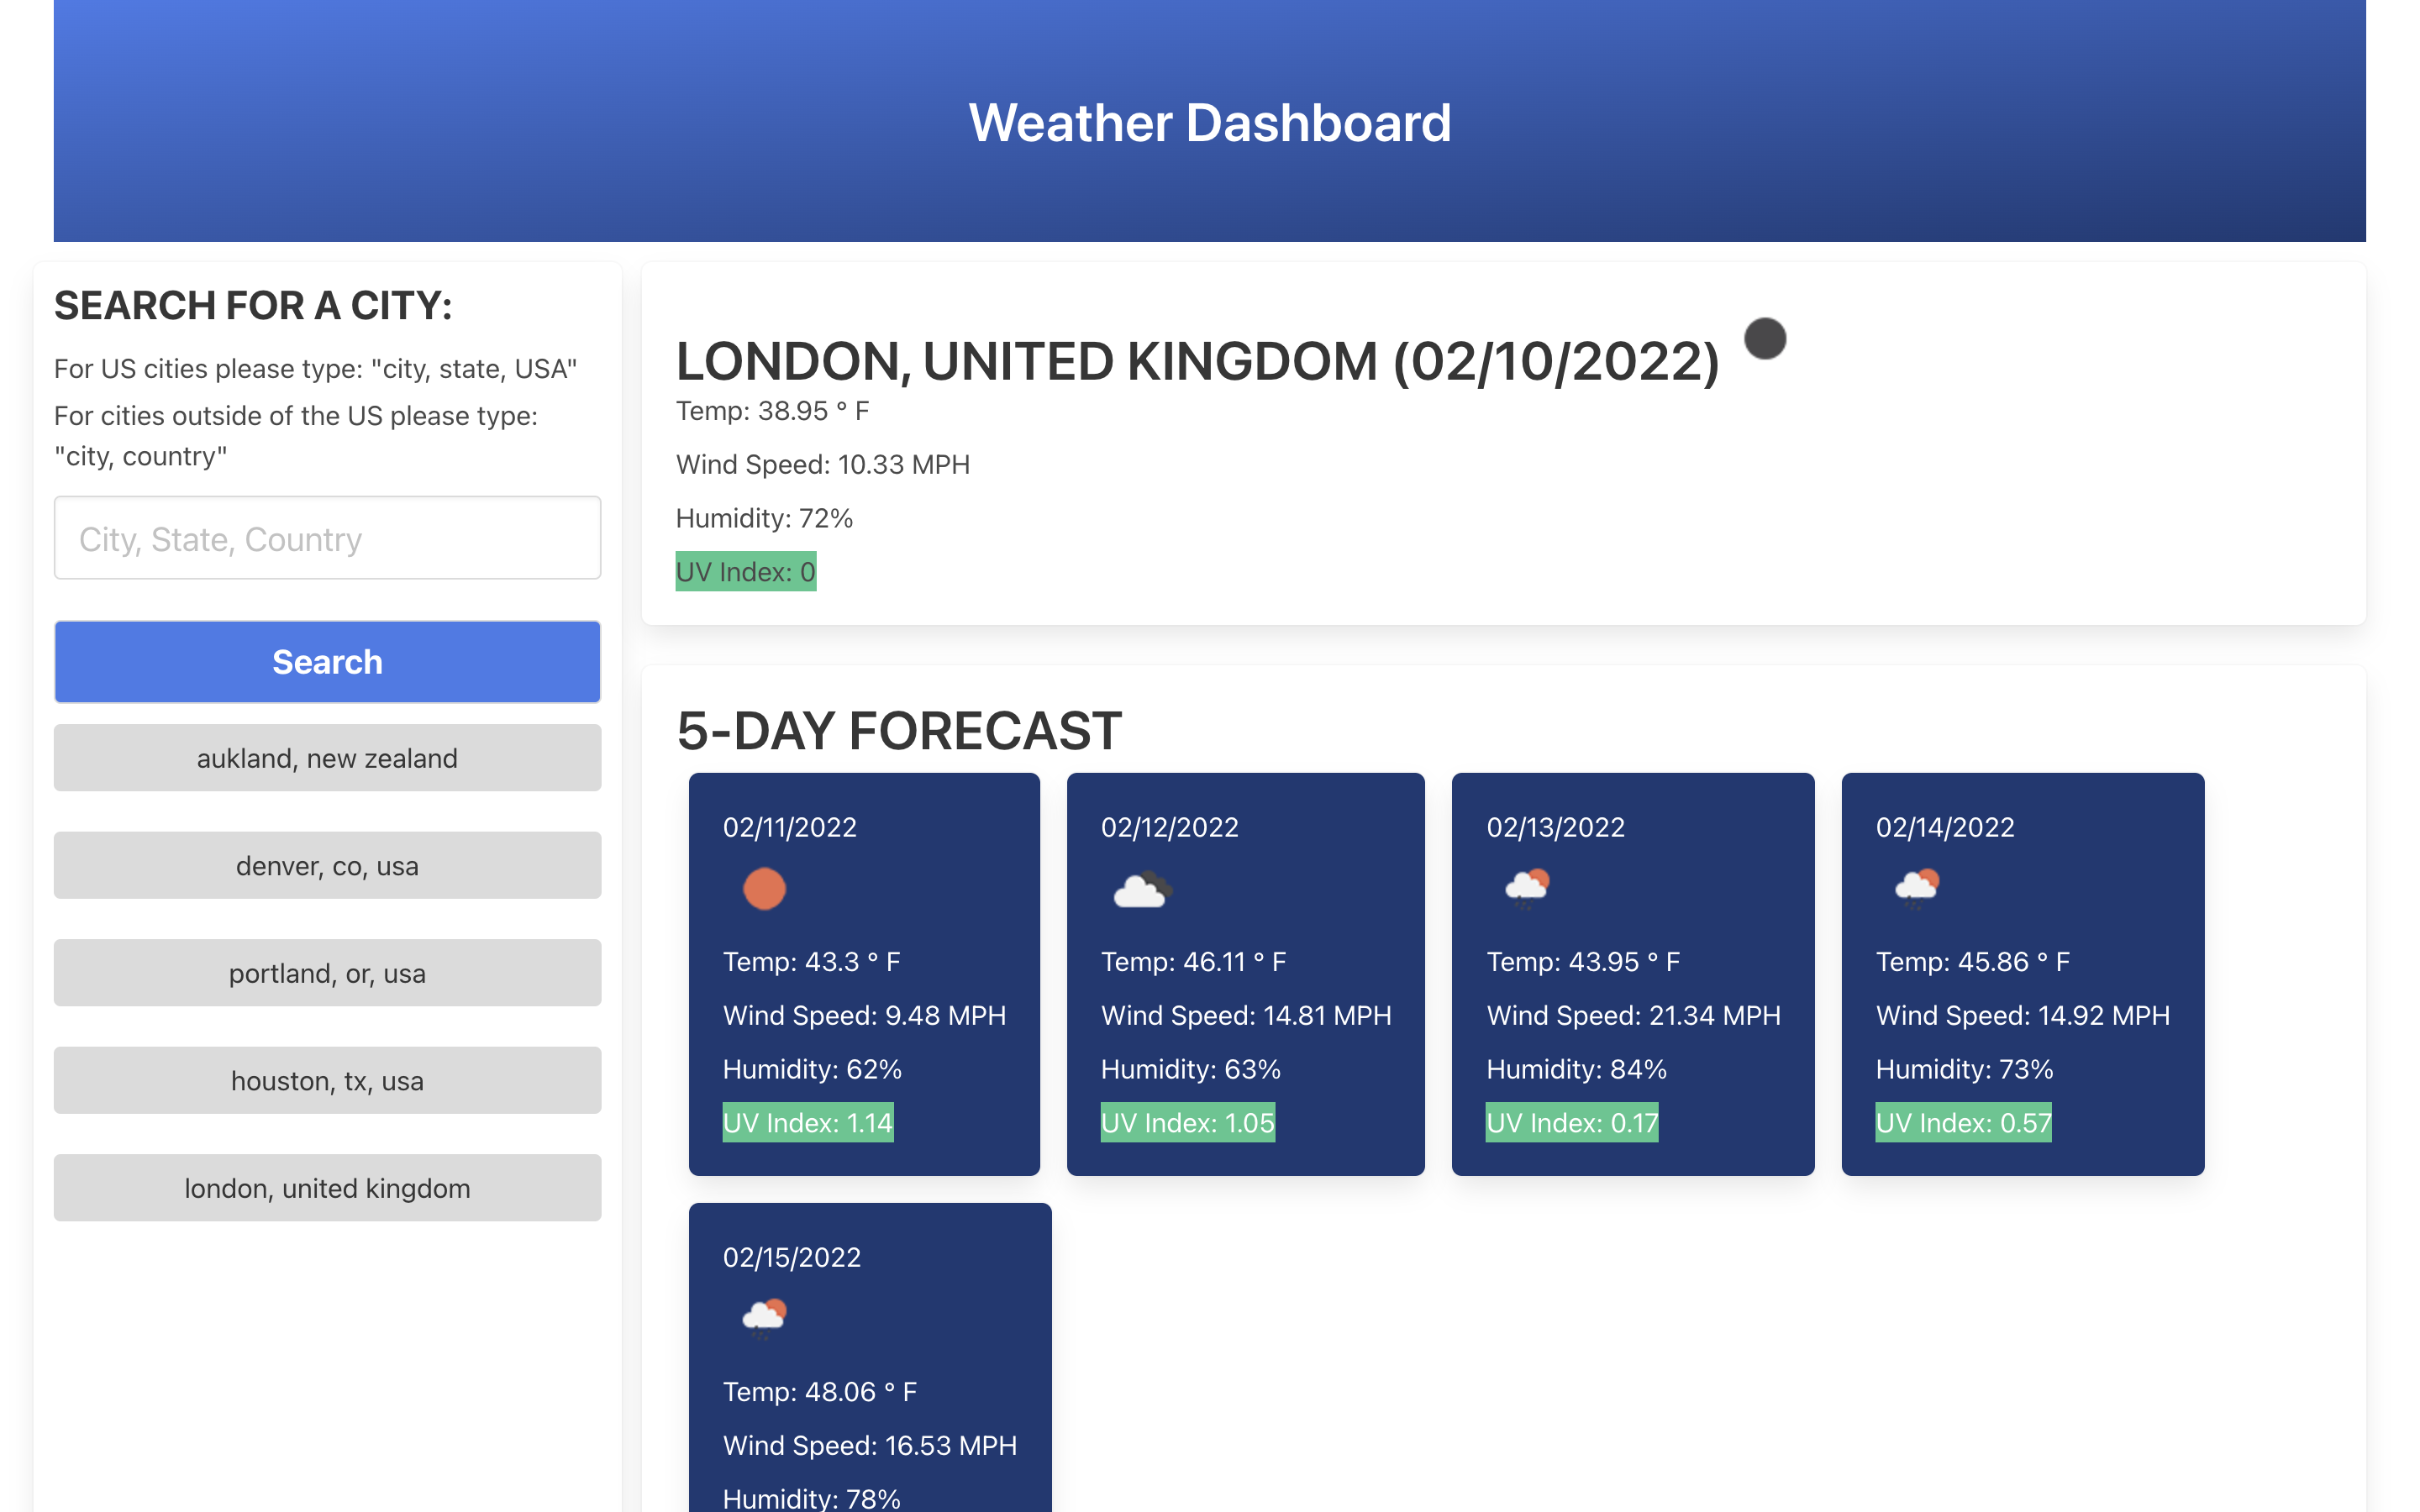 Weather Dashboard
SEARCH FOR A CITY:
For US cities please type: "city, state, USA"
For cities outside of the US please type:
"city, country"
City, State, Country
Search
aukland, new zealand
denver, co, usa
portland, or, usa
houston, tx, usa
london, united kingdom
LONDON, UNITED KINGDOM (02/10/2022)
Temp: 38.95 ° F
Wind Speed: 10.33 MPH
Humidity: 72%
UV Index: 0
5-DAY FORECAST
02/11/2022
Temp: 43.3 ° F
Wind Speed: 9.48 MPH
Humidity: 62%
UV Index: 1.14
02/12/2022
Temp: 46.11 ° F
Wind Speed: 14.81 MPH
Humidity: 63%
UV Index: 1.05
02/13/2022
Temp: 43.95 ° F
Wind Speed: 21.34 MPH
Humidity: 84%
UV Index: 0.17
02/14/2022
Temp: 45.86 ° F
Wind Speed: 14.92 MPH
Humidity: 73%
UV Index: 0.57
02/15/2022
Temp: 48.06 ° F
Wind Speed: 16.53 MPH
Humidity: 78%